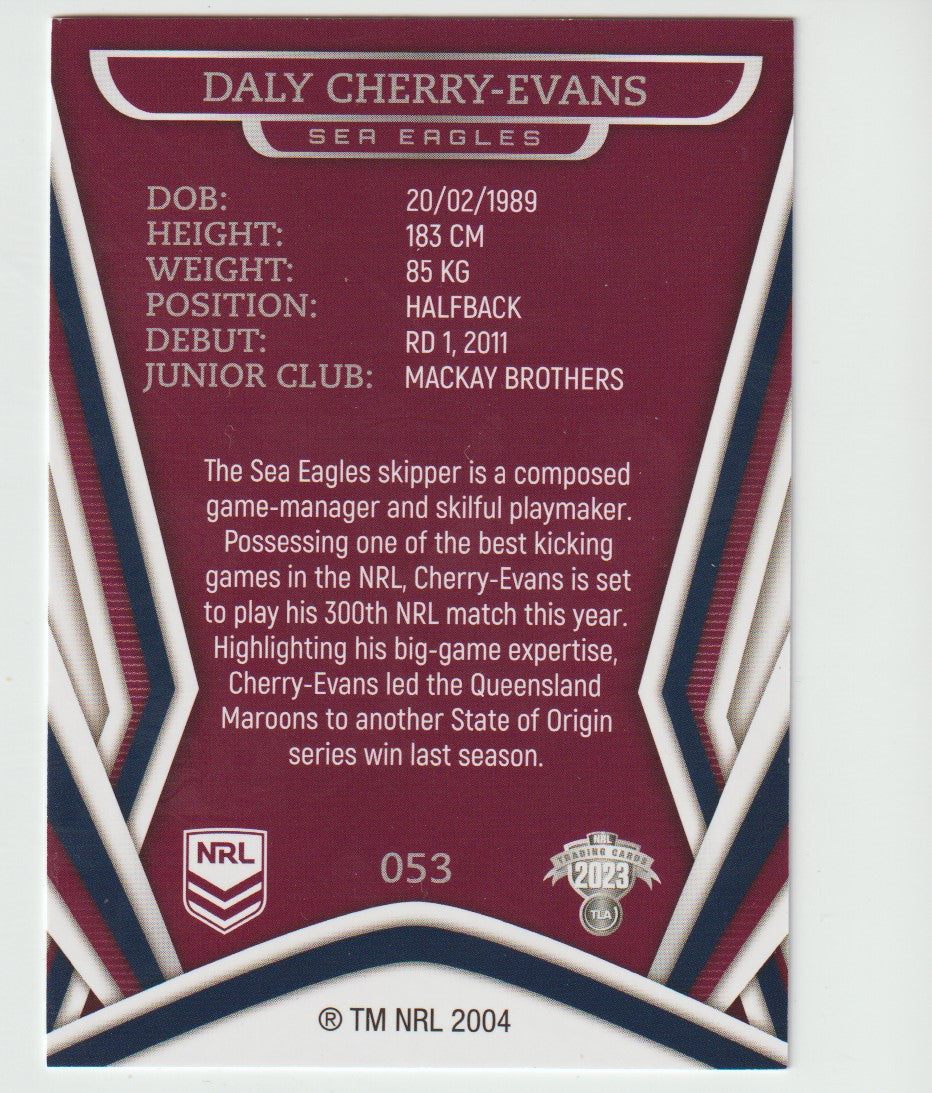 DALY CHERRY-EVANS
SEA EAGLES
DOB: 20/02/1989
HEIGHT: 183 CM
WEIGHT: 85 KG
POSITION: HALFBACK
DEBUT: RD 1, 2011
JUNIOR CLUB: MACKAY BROTHERS
The Sea Eagles skipper is a composed
game-manager and skilful playmaker.
Possessing one of the best kicking
games in the NRL, Cherry-Evans is set
to play his 300th NRL match this year.
Highlighting his big-game expertise,
Cherry-Evans led the Queensland
Maroons to another State of Origin
series win last season.
NRL
053
NRL
TRADING CARDS
2023
TLA
® TM NRL 2004